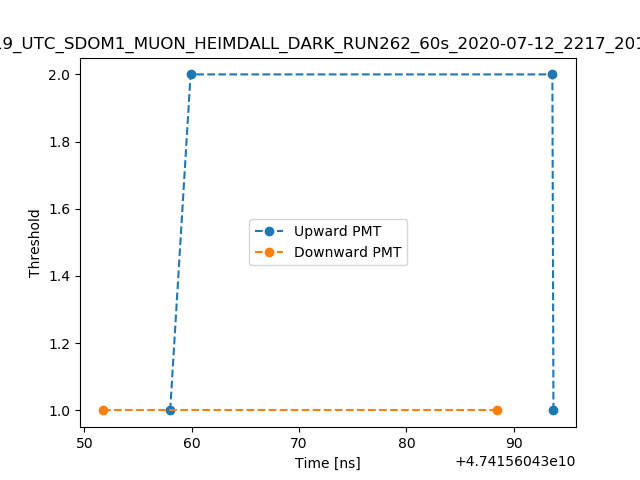 19_UTC_SDOM1_MUON_HEIMDALL_DARK_RUN262_60s_2020-07-12_2217_201
2.0
1.8
1.6
1.4
1.2
1.0
Threshold
Upward PMT
Downward PMT
50 60 70 80 90
Time [ns]
+4.74156043e10